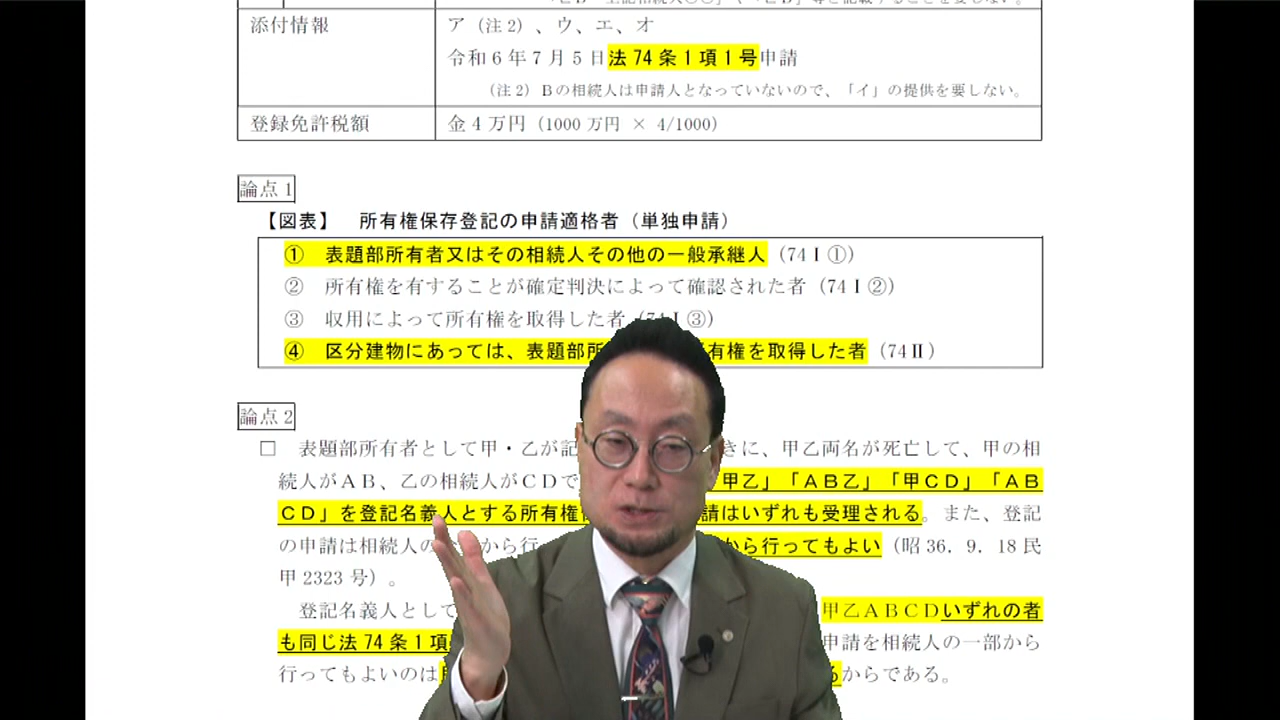 添付情報
ア（注２）、ウ、エ、オ
令和６年７月５日法 74 条１項１号申請
（注２）Ｂの相続人は申請人となっていないので、「イ」の提供を要しない。
登録免許税額
金４万円（1000 万円 × 4/1000）
論点１
【図表】 所有権保存登記の申請適格者（単独申請）
① 表題部所有者又はその相続人その他の一般承継人（74Ⅰ①）
② 所有権を有することが確定判決によって確認された者（74Ⅰ②）
③ 収用によって所有権を取得した者（74Ⅰ③）
④ 区分建物にあっては、表題部所 有権を取得した者（74Ⅱ）
論点２
□ 表題部所有者として甲・乙が記 きに、甲乙両名が死亡して、甲の相
続人がＡＢ、乙の相続人がＣＤで 甲乙」「ＡＢ乙」「甲ＣＤ」「ＡＢ
ＣＤ」を登記名義人とする所有権 請はいずれも受理される。また、登記
の申請は相続人の から行 から行ってもよい（昭 36．9．18 民
甲 2323 号）。
登記名義人として 甲乙ＡＢＣＤいずれの者
も同じ法 74 条１項 申請を相続人の一部から
行ってもよいのは からである。